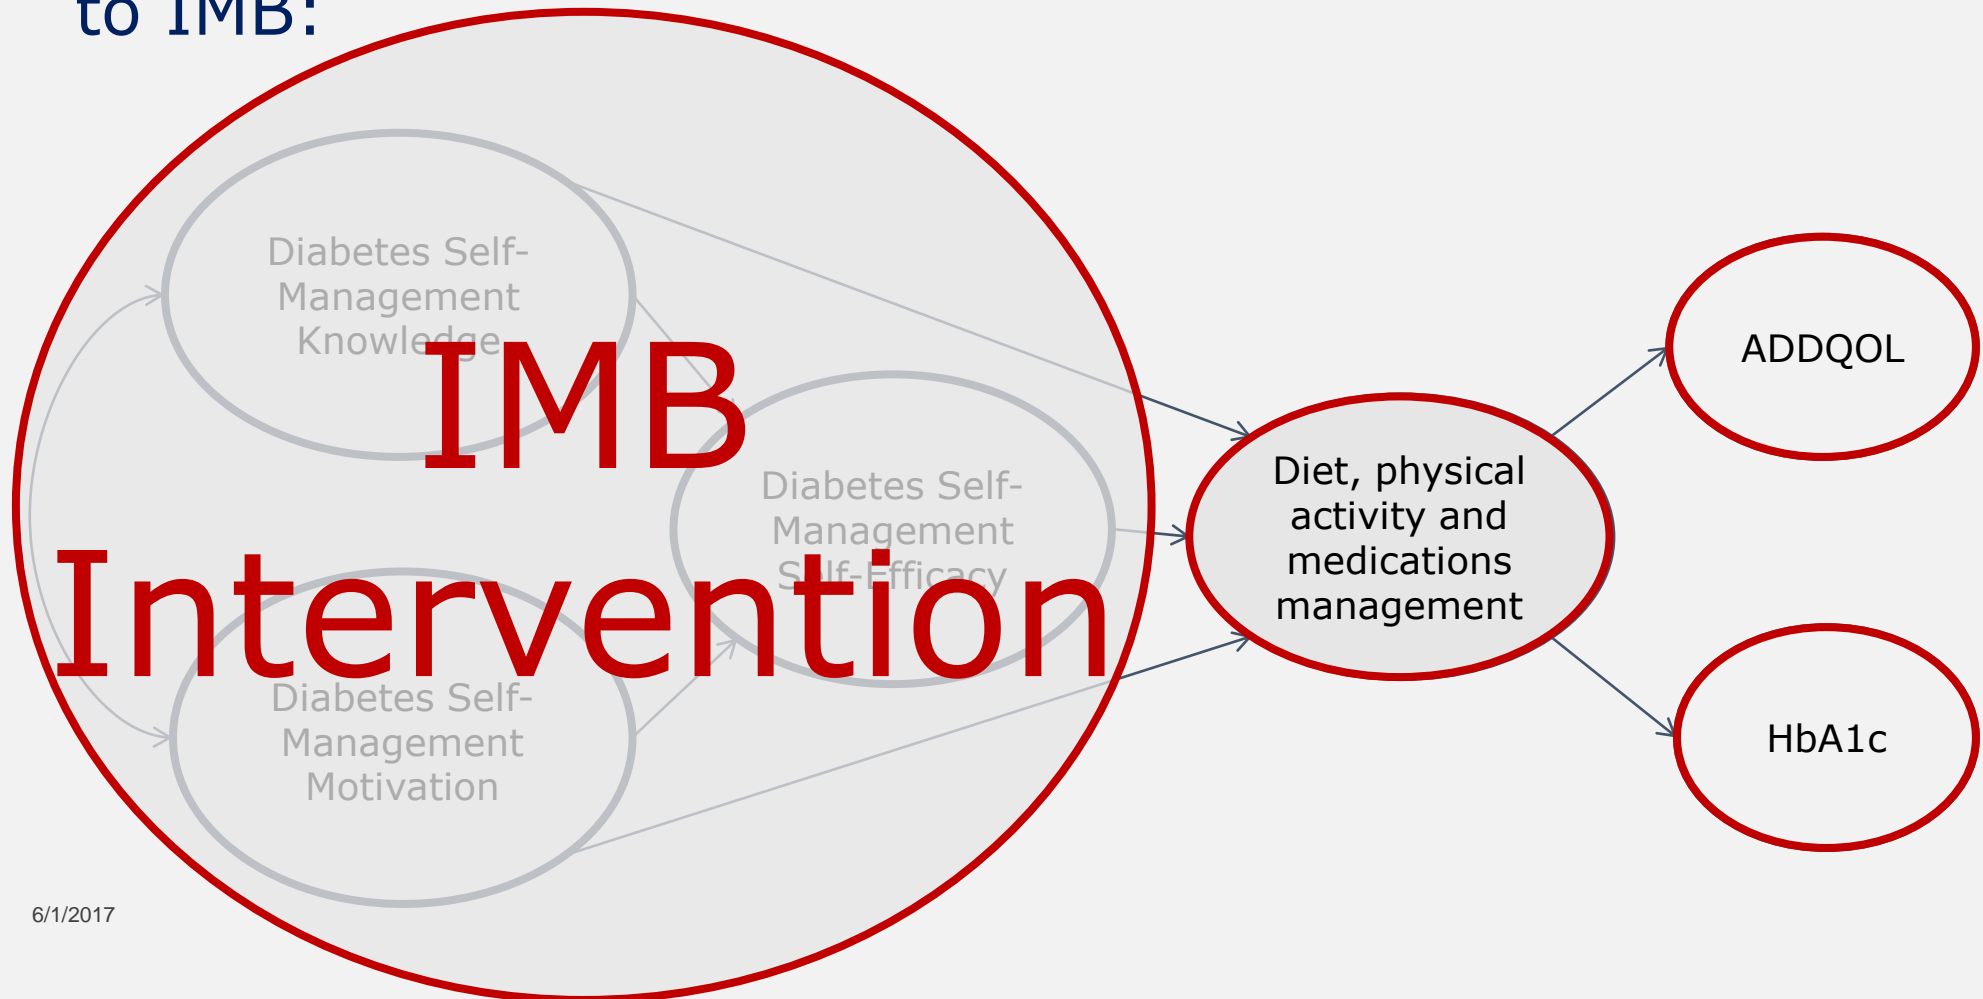 to IMB:
Diabetes Self-
Management
Knowledge
IMB
Intervention
Diabetes Self-
Management
Self-Efficacy
Diabetes Self-
Management
Motivation
Diet, physical
activity and
medications
management
ADDQOL
HbA1c
6/1/2017